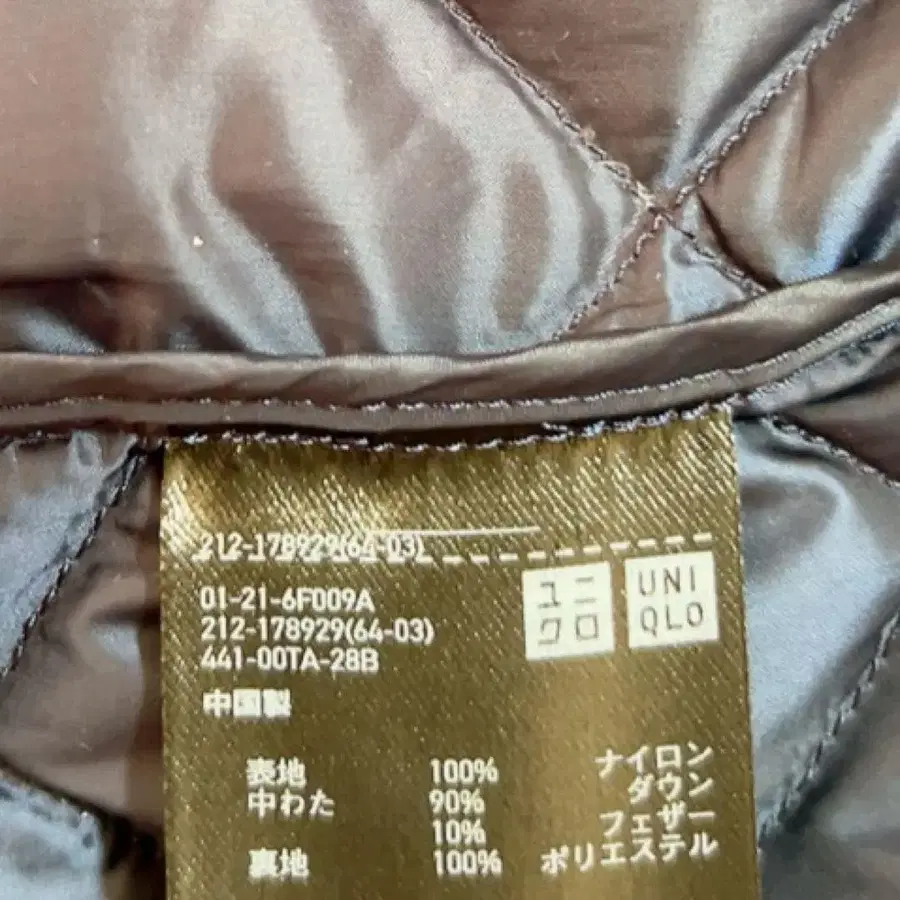 212-178929(64-03)
01-21-6F009A
212-178929(64-03)
441-00TA-28B
ユニ
クロ
UNI
QLO
中国製
表地 100% ナイロン
中わた 90% ダウン
10% フェザー
裏地 100% ポリエステル